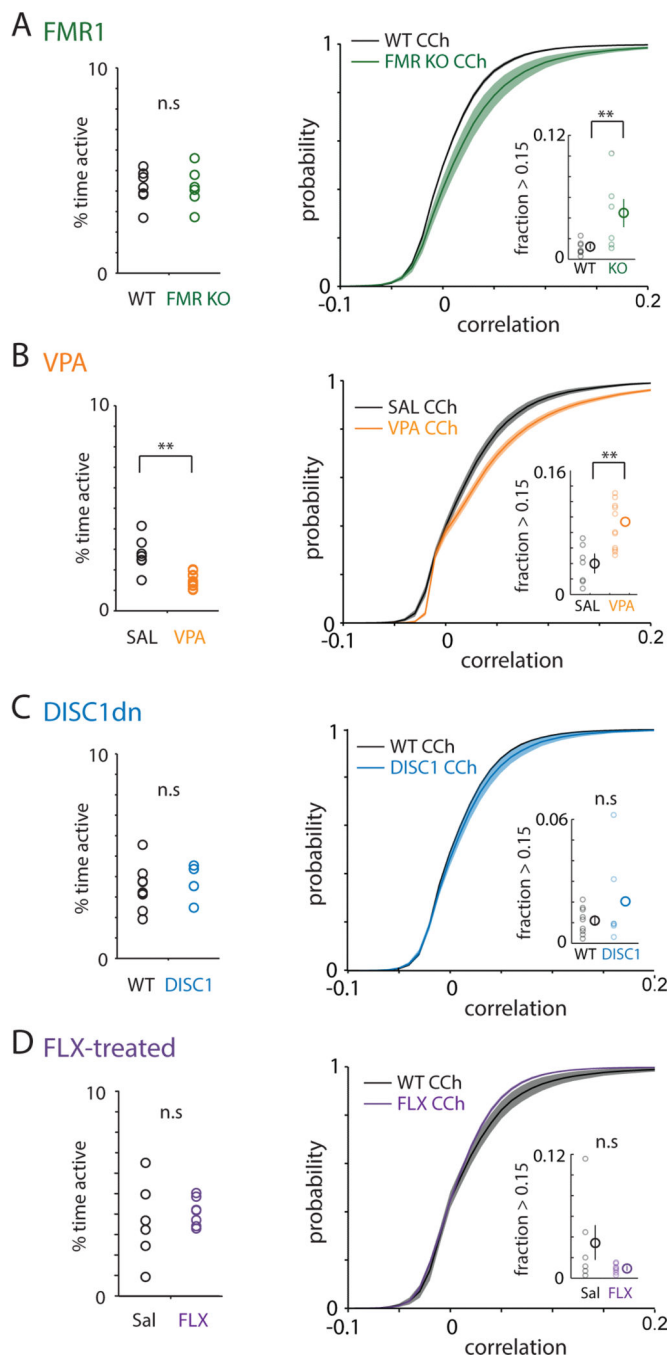 A FMR1
10
% time active
n.s
0
WT FMR KO
1
probability
WT CCh
FMR KO CCh
0.12
fraction > 0.15
**
0
WT KO
0
-0.1 0 0.2
correlation
B VPA
10
% time active
**
0
SAL VPA
1
probability
SAL CCh
VPA CCh
0.16
fraction > 0.15
**
0
SAL VPA
0
-0.1 0 0.2
correlation
C DISC1dn
10
% time active
n.s
0
WT DISC1
1
probability
WT CCh
DISC1 CCh
n.s
0.06
fraction > 0.15
0
WT DISC1
0
-0.1 0 0.2
correlation
D FLX-treated
10
% time active
n.s
0
Sal FLX
1
probability
WT CCh
FLX CCh
n.s
0.12
fraction > 0.15
0
Sal FLX
0
-0.1 0 0.2
correlation